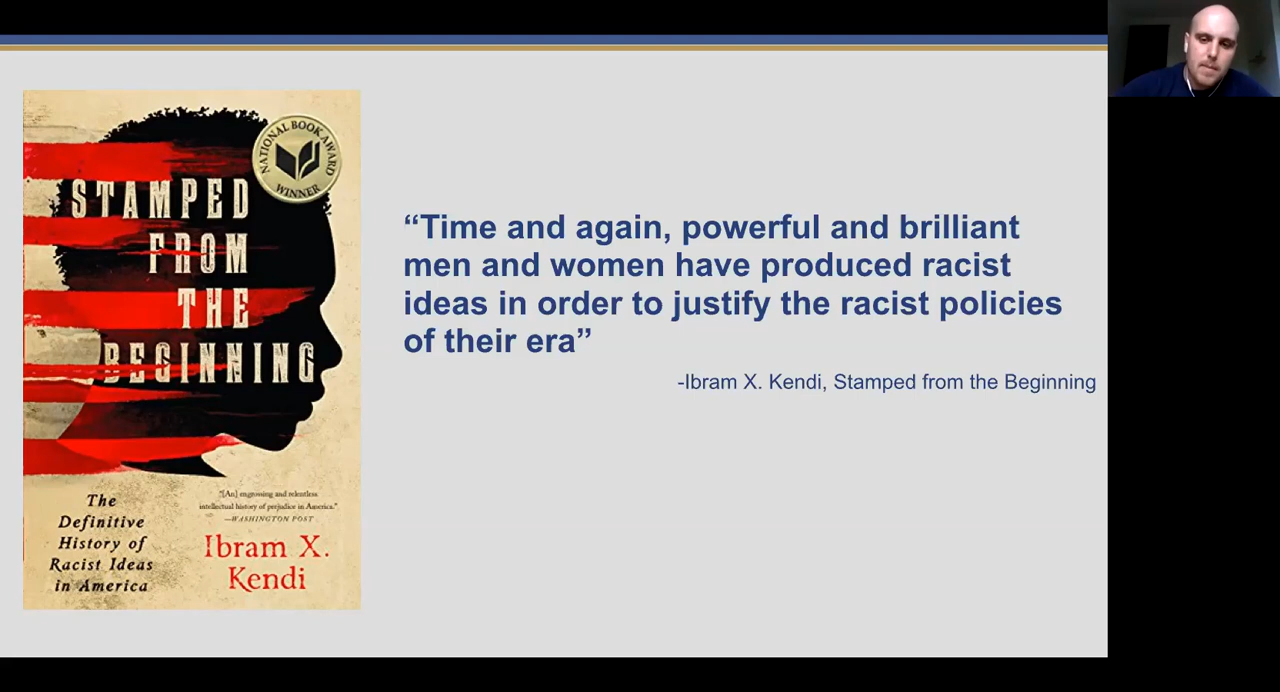 STAMPED
FROM
THE
BEGINNING
NATIONAL BOOK AWARD
WINNER
The
Definitive
History of
Racist Ideas
in America
"[An] engrossing and relentless
intellectual history of prejudice in America."
—WASHINGTON POST
Ibram X.
Kendi
“Time and again, powerful and brilliant
men and women have produced racist
ideas in order to justify the racist policies
of their era”
-Ibram X. Kendi, Stamped from the Beginning